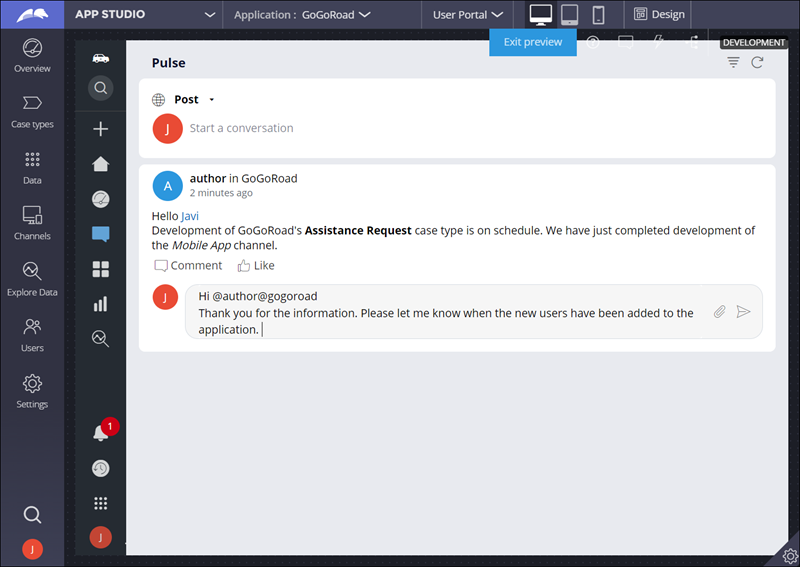 APP STUDIO
Application : GoGoRoad
User Portal
Design
Exit preview
DEVELOPMENT
Overview
Case types
Data
Channels
Explore Data
Users
Settings
J
1
J
Pulse
Post
J
Start a conversation
A
author in GoGoRoad
2 minutes ago
Hello Javi
Development of GoGoRoad's Assistance Request case type is on schedule. We have just completed development of
the Mobile App channel.
Comment Like
J
Hi @author@gogoroad
Thank you for the information. Please let me know when the new users have been added to the
application.